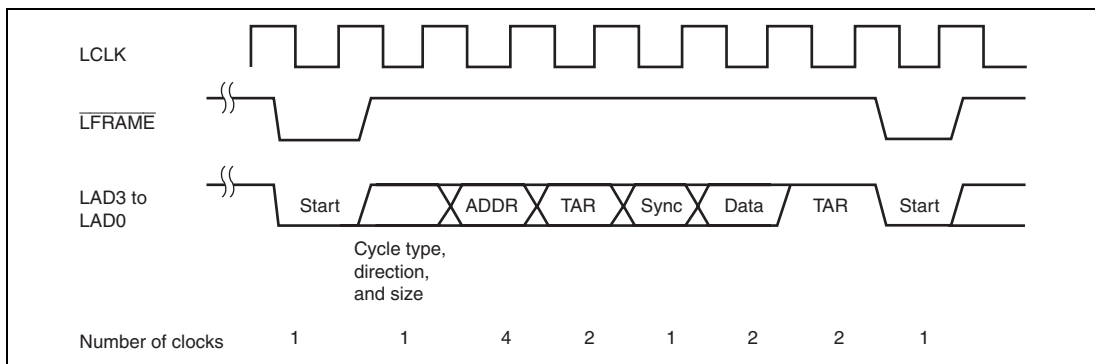 LCLK
LFRAME
LAD3 to
LAD0
Start
ADDR
TAR
Sync
Data
TAR
Start
Cycle type,
direction,
and size
Number of clocks 1 1 4 2 1 2 2 1